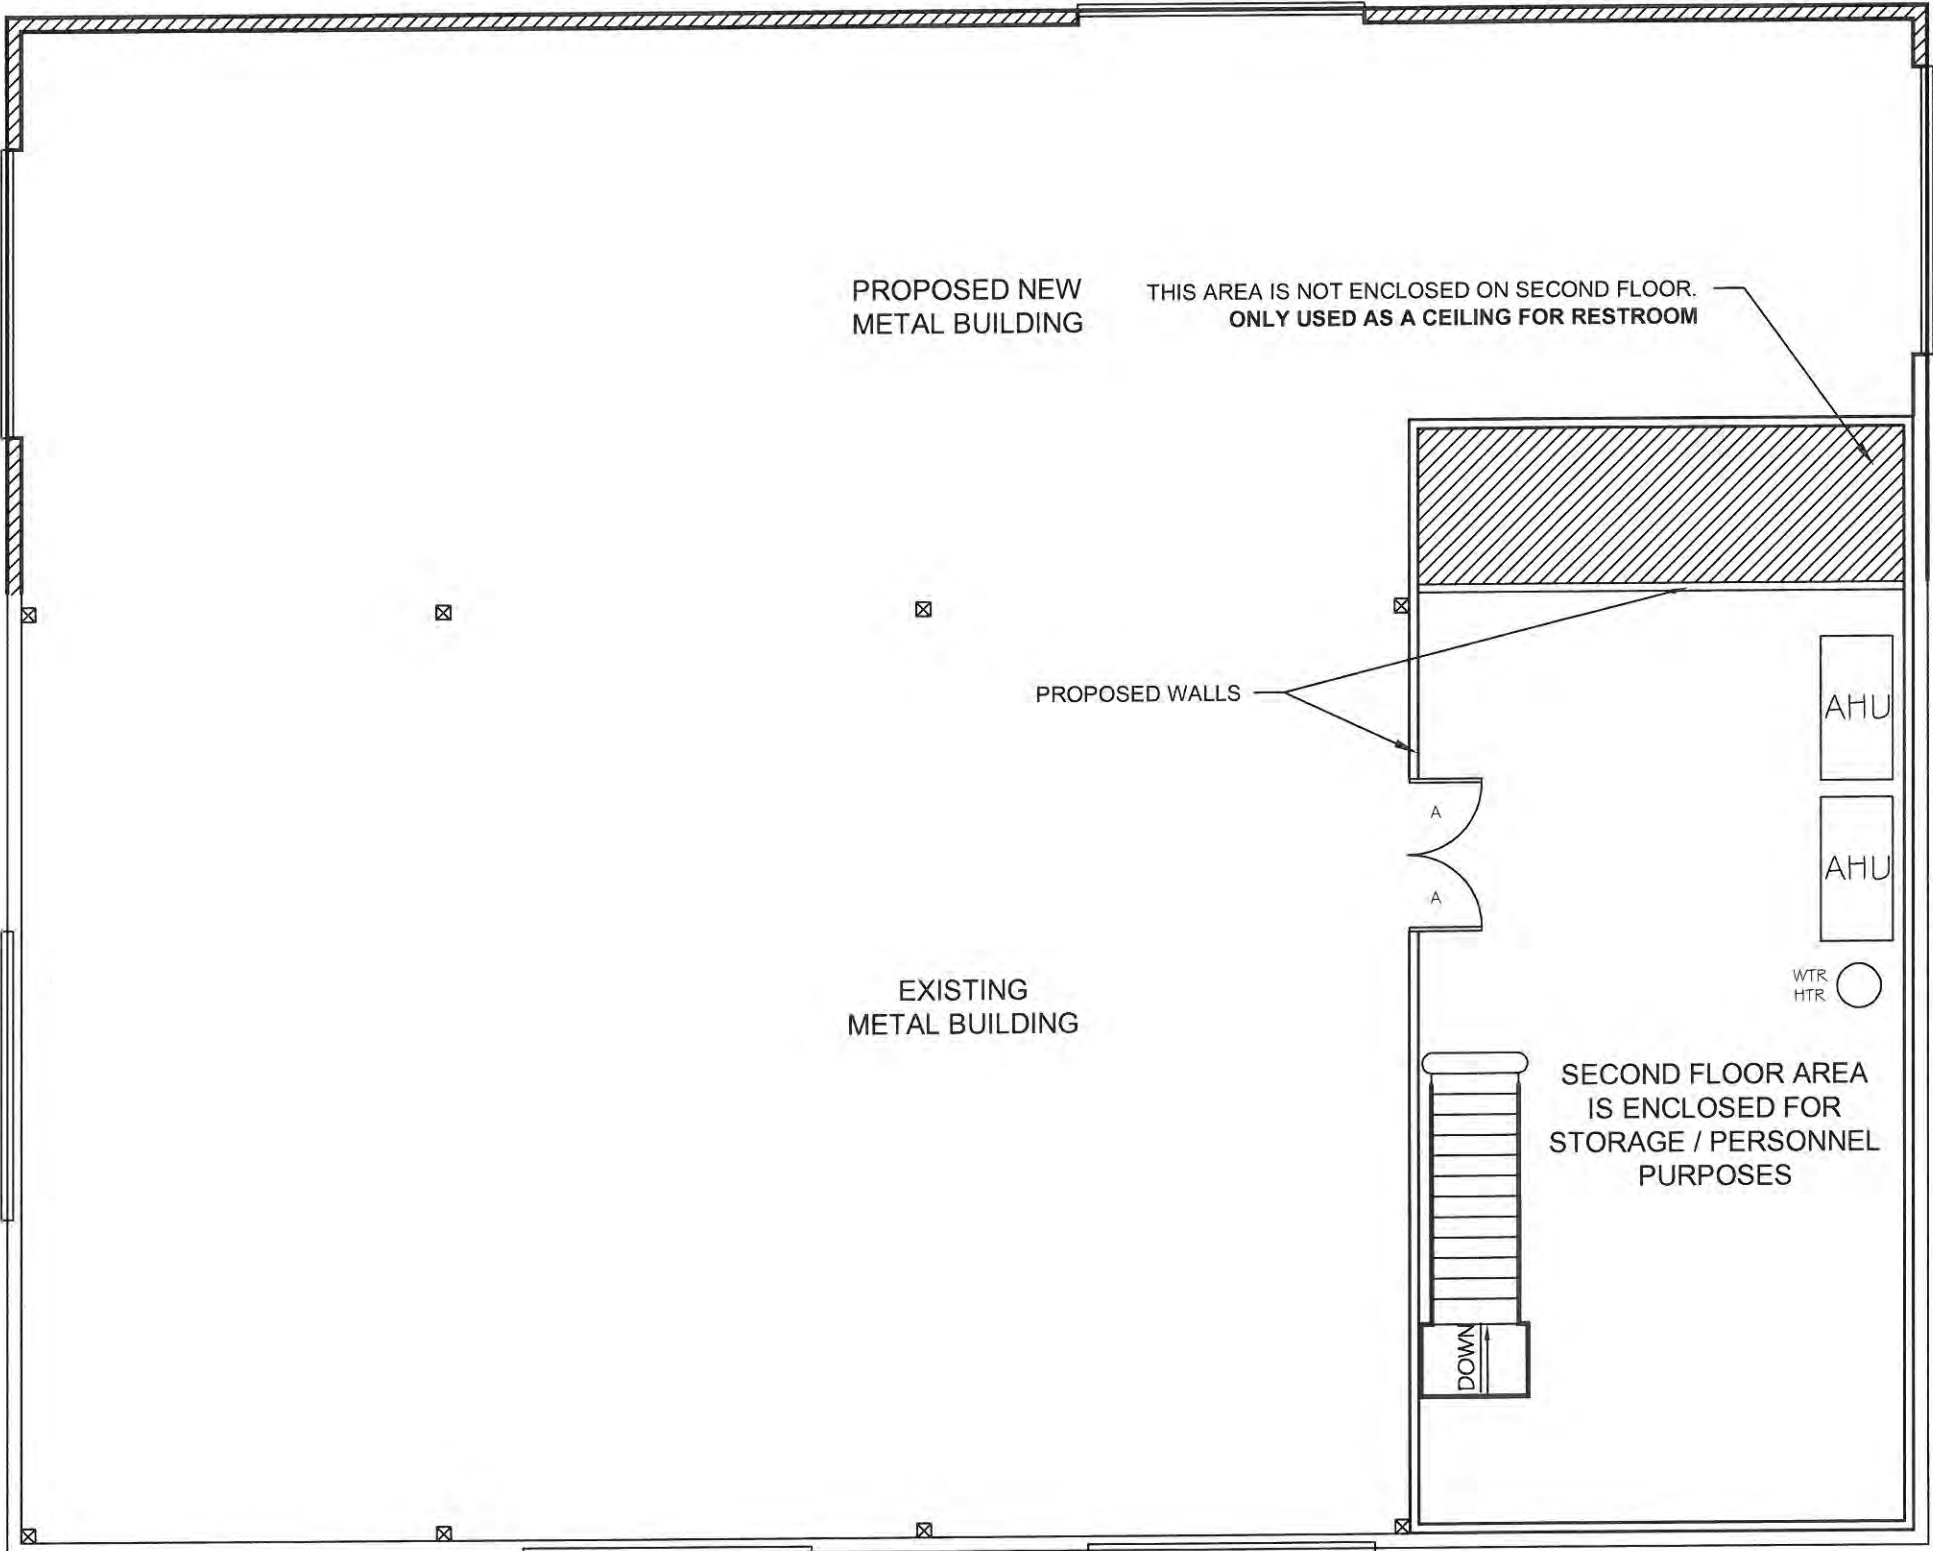 PROPOSED NEW
METAL BUILDING
THIS AREA IS NOT ENCLOSED ON SECOND FLOOR.
ONLY USED AS A CEILING FOR RESTROOM
PROPOSED WALLS
AHU
A
AHU
A
WTR
HTR
EXISTING
METAL BUILDING
SECOND FLOOR AREA
IS ENCLOSED FOR
STORAGE / PERSONNEL
PURPOSES
DOWN